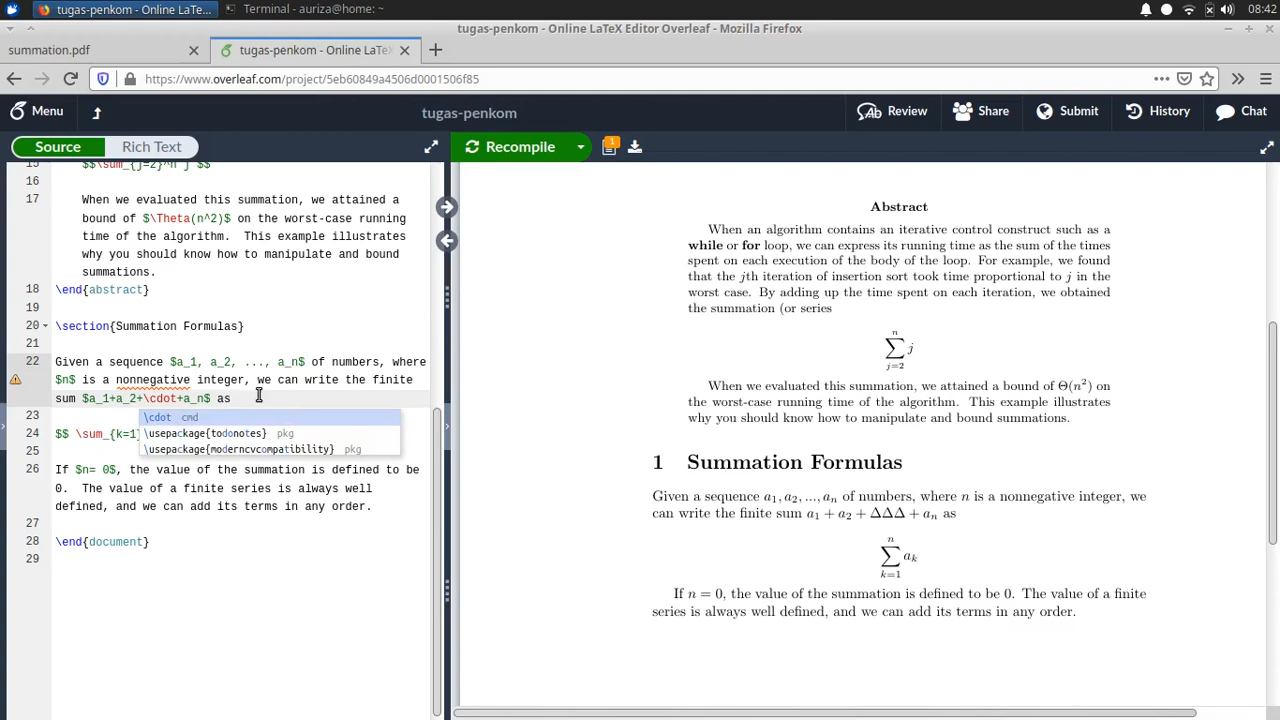 tugas-penkom - Online L... Terminal - auriza@home: ~ 08:42
tugas-penkom - Online LaTeX Editor Overleaf - Mozilla Firefox
summation.pdf tugas-penkom - Online LaTeX
https://www.overleaf.com/project/5eb60849a4506d0001506f85
Menu tugas-penkom Review Share Submit History Chat
Source Rich Text Recompile 1
15 $$\sum_{j=2}^n j $$
16
17 When we evaluated this summation, we attained a
bound of $\Theta(n^2)$ on the worst-case running
time of the algorithm. This example illustrates
why you should know how to manipulate and bound
summations.
18 \end{abstract}
19
20 \section{Summation Formulas}
21
22 Given a sequence $a_1, a_2, ..., a_n$ of numbers, where
$n$ is a nonnegative integer, we can write the finite
sum $a_1+a_2+\cdot+a_n$ as
23
\cdot cmd
24 $$ \sum_{k=1}
\usepackage{todonotes} pkg
25
\usepackage{moderncvcompatibility} pkg
26 If $n= 0$, the value of the summation is defined to be
0. The value of a finite series is always well
defined, and we can add its terms in any order.
27
28 \end{document}
29
Abstract
When an algorithm contains an iterative control construct such as a
while or for loop, we can express its running time as the sum of the times
spent on each execution of the body of the loop. For example, we found
that the jth iteration of insertion sort took time proportional to j in the
worst case. By adding up the time spent on each iteration, we obtained
the summation (or series
n
∑ j
j=2
When we evaluated this summation, we attained a bound of Θ(n²) on
the worst-case running time of the algorithm. This example illustrates
why you should know how to manipulate and bound summations.
1 Summation Formulas
Given a sequence a₁, a₂, ..., aₙ of numbers, where n is a nonnegative integer, we
can write the finite sum a₁ + a₂ + ΔΔΔ + aₙ as
n
∑ aₖ
k=1
If n = 0, the value of the summation is defined to be 0. The value of a finite
series is always well defined, and we can add its terms in any order.